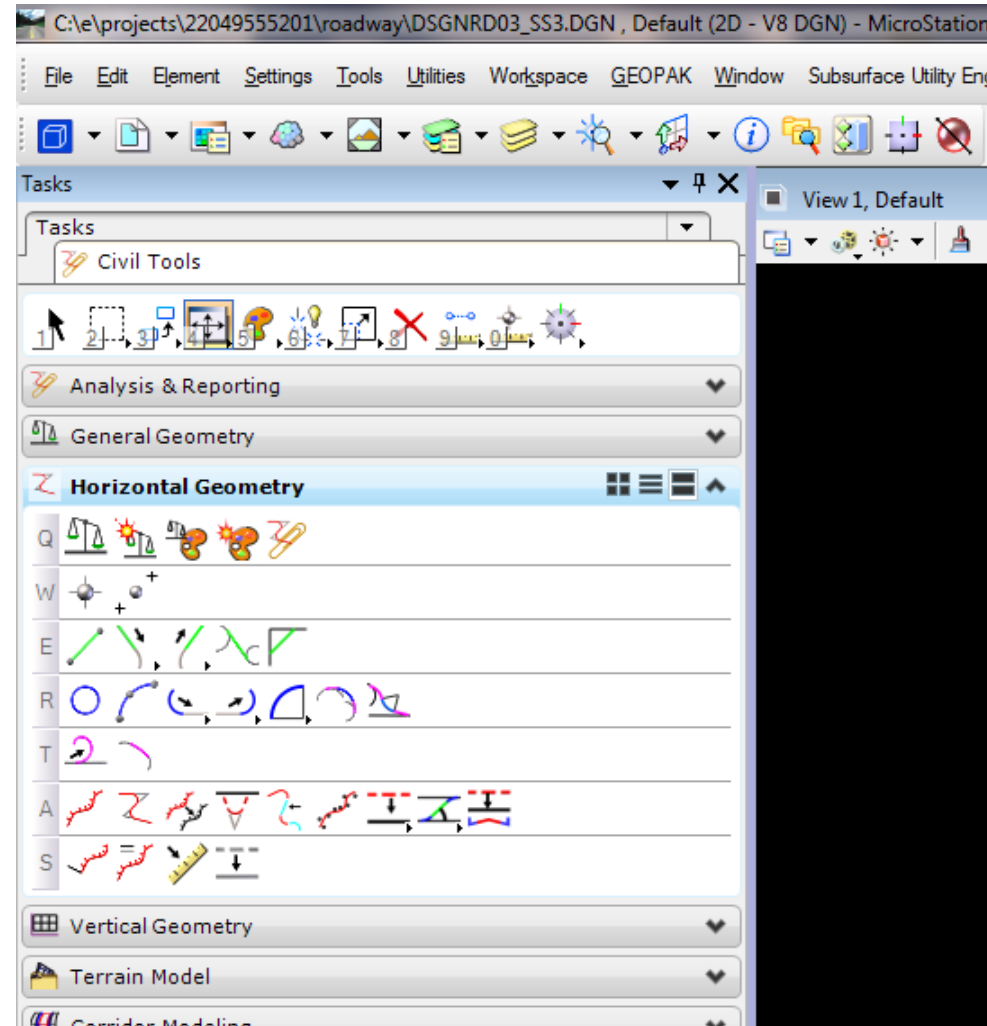 C:\e\projects\22049555201\roadway\DSGNRD03_SS3.DGN , Default (2D - V8 DGN) - MicroStation
File Edit Element Settings Tools Utilities Workspace GEOPAK Window Subsurface Utility Eng
Tasks
View 1, Default
Tasks
Civil Tools
1 2 3 4 5 6 7 8 9 0
Analysis & Reporting
General Geometry
Horizontal Geometry
Q
W
E
R
T
A
S
Vertical Geometry
Terrain Model
Corridor Modeling